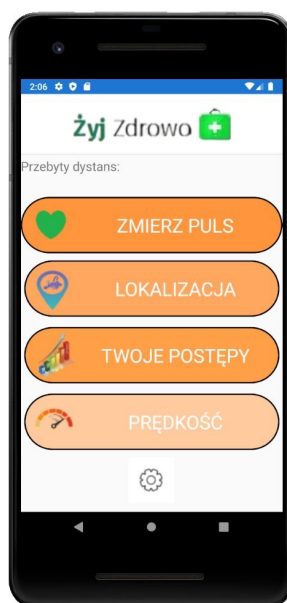 2:06
Żyj Zdrowo
Przebyty dystans:
ZMIERZ PULS
LOKALIZACJA
TWOJE POSTĘPY
PRĘDKOŚĆ